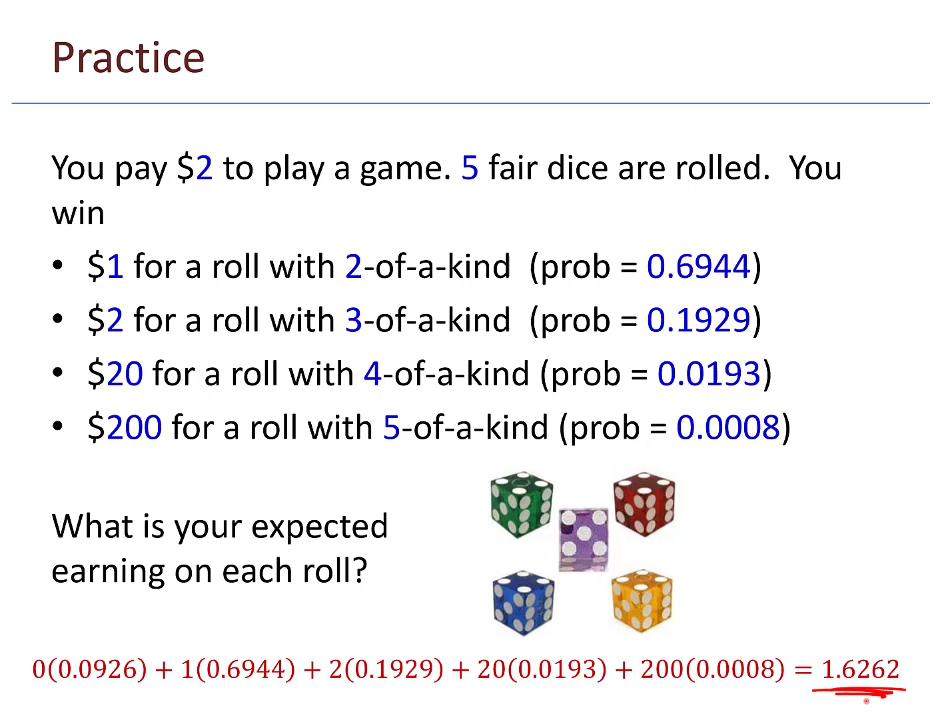 Practice
You pay $2 to play a game. 5 fair dice are rolled.  You
win
• $1 for a roll with 2-of-a-kind  (prob = 0.6944)
• $2 for a roll with 3-of-a-kind  (prob = 0.1929)
• $20 for a roll with 4-of-a-kind (prob = 0.0193)
• $200 for a roll with 5-of-a-kind (prob = 0.0008)
What is your expected
earning on each roll?
0(0.0926) + 1(0.6944) + 2(0.1929) + 20(0.0193) + 200(0.0008) = 1.6262